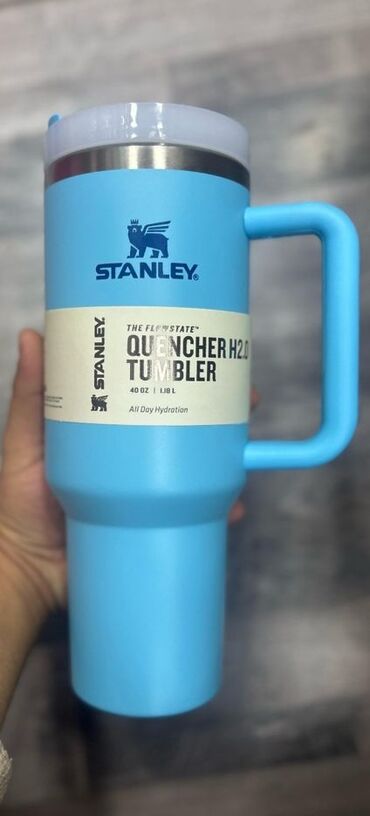 STANLEY®
STANLEY
THE FLOWSTATE™
QUENCHER H2.0
TUMBLER
40 OZ | 1.18 L
All Day Hydration